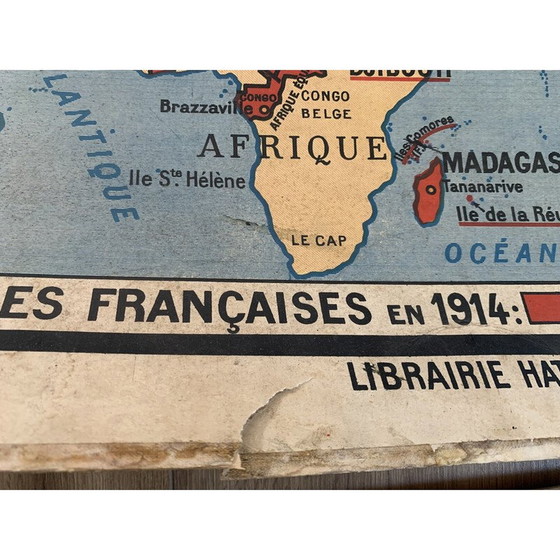 DJIBOUTI
LANTIQUE
Brazzaville
CONGO
AFRIQUE ÉQ
CONGO
BELGE
AFRIQUE
Iles Comores
MADAGAS
Ile Ste. Hélène
Tananarive
Ile de la Réu
LE CAP
OCÉAN
ES FRANÇAISES EN 1914:
LIBRAIRIE HAT